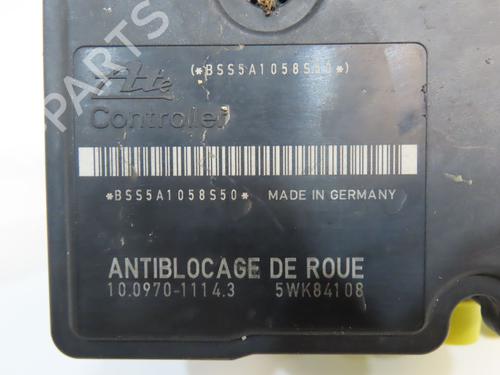 (*BSS5A1058S50*)
Ate
Controller
*BSS5A1058S50* MADE IN GERMANY
ANTIBLOCAGE DE ROUE
10.0970-1114.3 5WK84108
PARTS